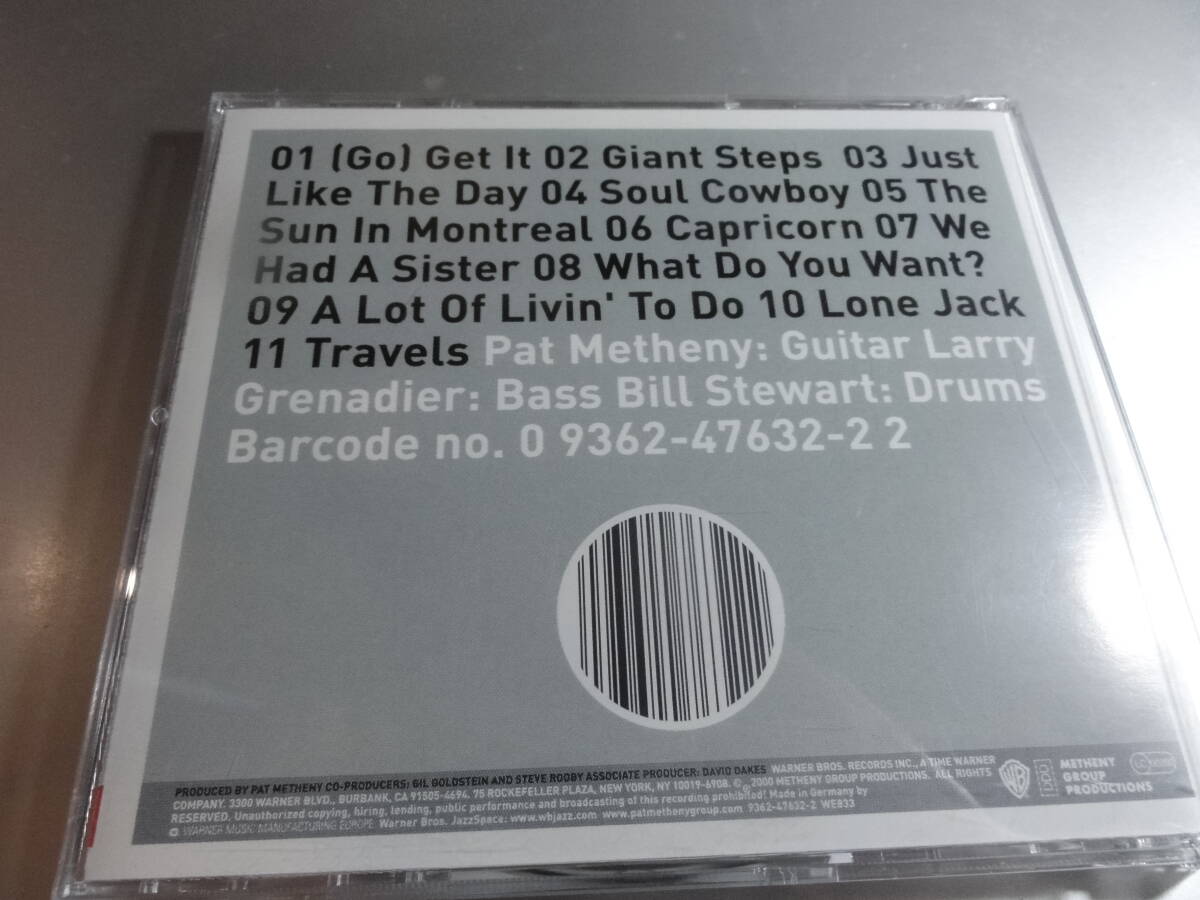 01 (Go) Get It 02 Giant Steps 03 Just
Like The Day 04 Soul Cowboy 05 The
Sun In Montreal 06 Capricorn 07 We
Had A Sister 08 What Do You Want?
09 A Lot Of Livin' To Do 10 Lone Jack
11 Travels Pat Metheny: Guitar Larry
Grenadier: Bass Bill Stewart: Drums
Barcode no. 0 9362-47632-2 2
PRODUCED BY PAT METHENY CO-PRODUCERS: GIL GOLDSTEIN AND STEVE RODBY ASSOCIATE PRODUCER: DAVID OAKES WARNER BROS. RECORDS INC., A TIME WARNER
COMPANY. 3300 WARNER BLVD., BURBANK, CA 91505-4694. 75 ROCKEFELLER PLAZA, NEW YORK, NY 10019-6908. © ℗ 2000 METHENY GROUP PRODUCTIONS. ALL RIGHTS
RESERVED. Unauthorized copying, hiring, lending, public performance and broadcasting of this recording prohibited! Made in Germany by
WARNER MUSIC MANUFACTURING EUROPE. Warner Bros. JazzSpace: www.wbjazz.com www.patmethenygroup.com 9362-47632-2 WE833
WB
METHENY
GROUP
PRODUCTIONS